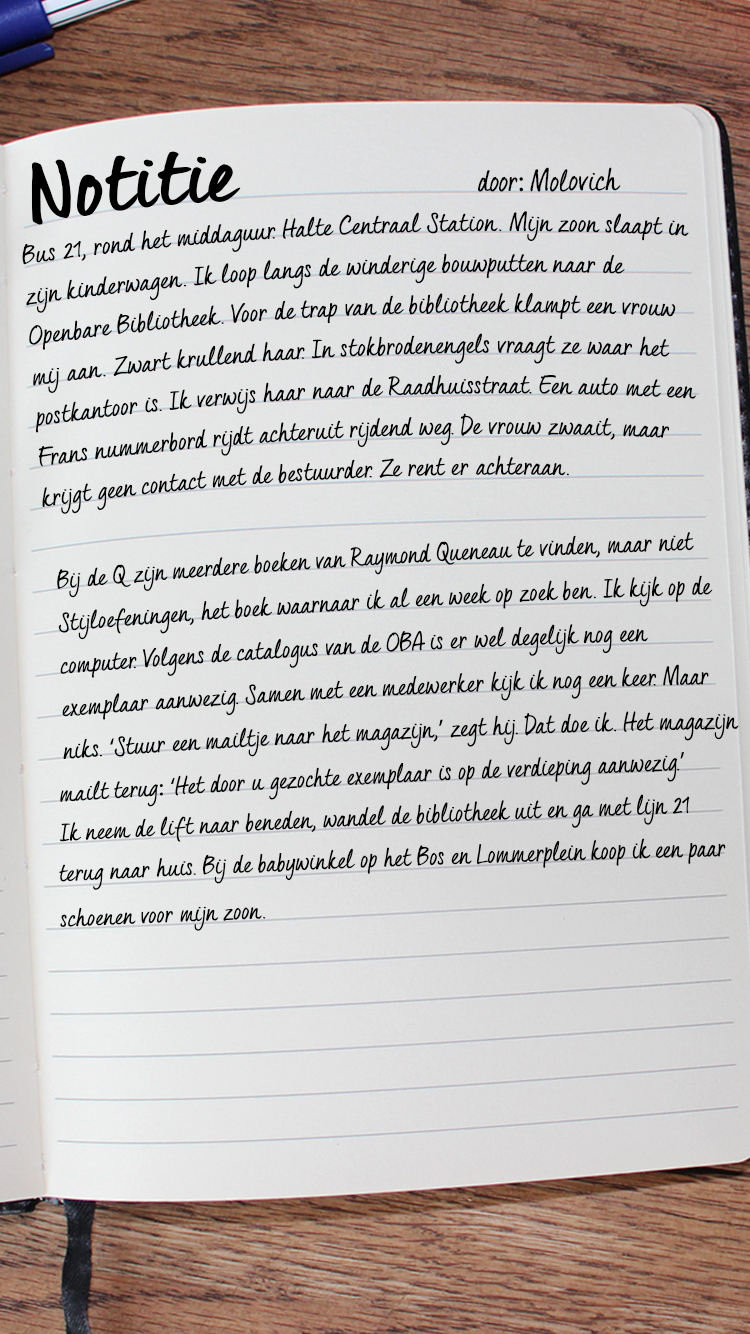 Notitie
door: Molovich
Bus 21, rond het middaguur. Halte Centraal Station. Mijn zoon slaapt in
zijn kinderwagen. Ik loop langs de winderige bouwputten naar de
Openbare Bibliotheek. Voor de trap van de bibliotheek klampt een vrouw
mij aan. Zwart krullend haar. In stokbrodenengels vraagt ze waar het
postkantoor is. Ik verwijs haar naar de Raadhuisstraat. Een auto met een
Frans nummerbord rijdt achteruit rijdend weg. De vrouw zwaait, maar
krijgt geen contact met de bestuurder. Ze rent er achteraan.
Bij de Q zijn meerdere boeken van Raymond Queneau te vinden, maar niet
Stijloefeningen, het boek waarnaar ik al een week op zoek ben. Ik kijk op de
computer. Volgens de catalogus van de OBA is er wel degelijk nog een
exemplaar aanwezig. Samen met een medewerker kijk ik nog een keer. Maar
niks. ‘Stuur een mailtje naar het magazijn,’ zegt hij. Dat doe ik. Het magazijn
mailt terug: ‘Het door u gezochte exemplaar is op de verdieping aanwezig.’
Ik neem de lift naar beneden, wandel de bibliotheek uit en ga met lijn 21
terug naar huis. Bij de babywinkel op het Bos en Lommerplein koop ik een paar
schoenen voor mijn zoon.